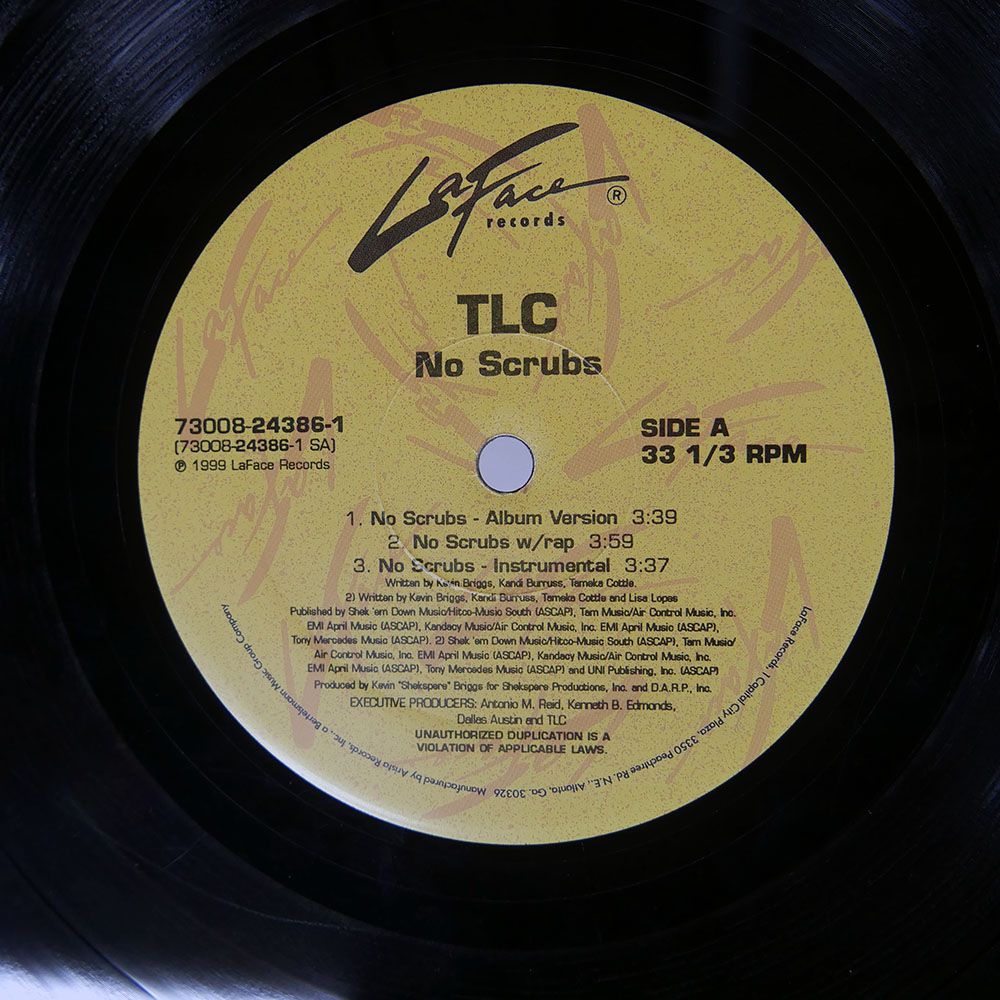 LaFace ®
records
TLC
No Scrubs
73008-24386-1
(73008-24386-1 SA)
℗ 1999 LaFace Records
SIDE A
33 1/3 RPM
1. No Scrubs - Album Version 3:39
2. No Scrubs w/rap 3:59
3. No Scrubs - Instrumental 3:37
Written by Kevin Briggs, Kandi Burruss, Tameka Cottle.
2) Written by Kevin Briggs, Kandi Burruss, Tameka Cottle and Lisa Lopas
Published by Shek 'em Down Music/Hitco-Music South (ASCAP), Tam Music/Air Control Music, Inc.
EMI April Music (ASCAP), Kandacy Music/Air Control Music, Inc. EMI April Music (ASCAP),
Tony Mercedes Music (ASCAP). 2) Shek 'em Down Music/Hitco-Music South (ASCAP), Tam Music/
Air Control Music, Inc. EMI April Music (ASCAP), Kandacy Music/Air Control Music, Inc.
EMI April Music (ASCAP), Tony Mercedes Music (ASCAP) and UNI Publishing, Inc. (ASCAP)
Produced by Kevin "Shekspere" Briggs for Shekspere Productions, Inc. and D.A.R.P., Inc.
EXECUTIVE PRODUCERS: Antonio M. Reid, Kenneth B. Edmonds,
Dallas Austin and TLC
UNAUTHORIZED DUPLICATION IS A
VIOLATION OF APPLICABLE LAWS.
LaFace Records, 1 Capital City Plaza, 3350 Peachtree Rd. N.E., Atlanta, Ga. 30326 Manufactured by Arista Records, Inc., a Bertelsmann Music Group Company